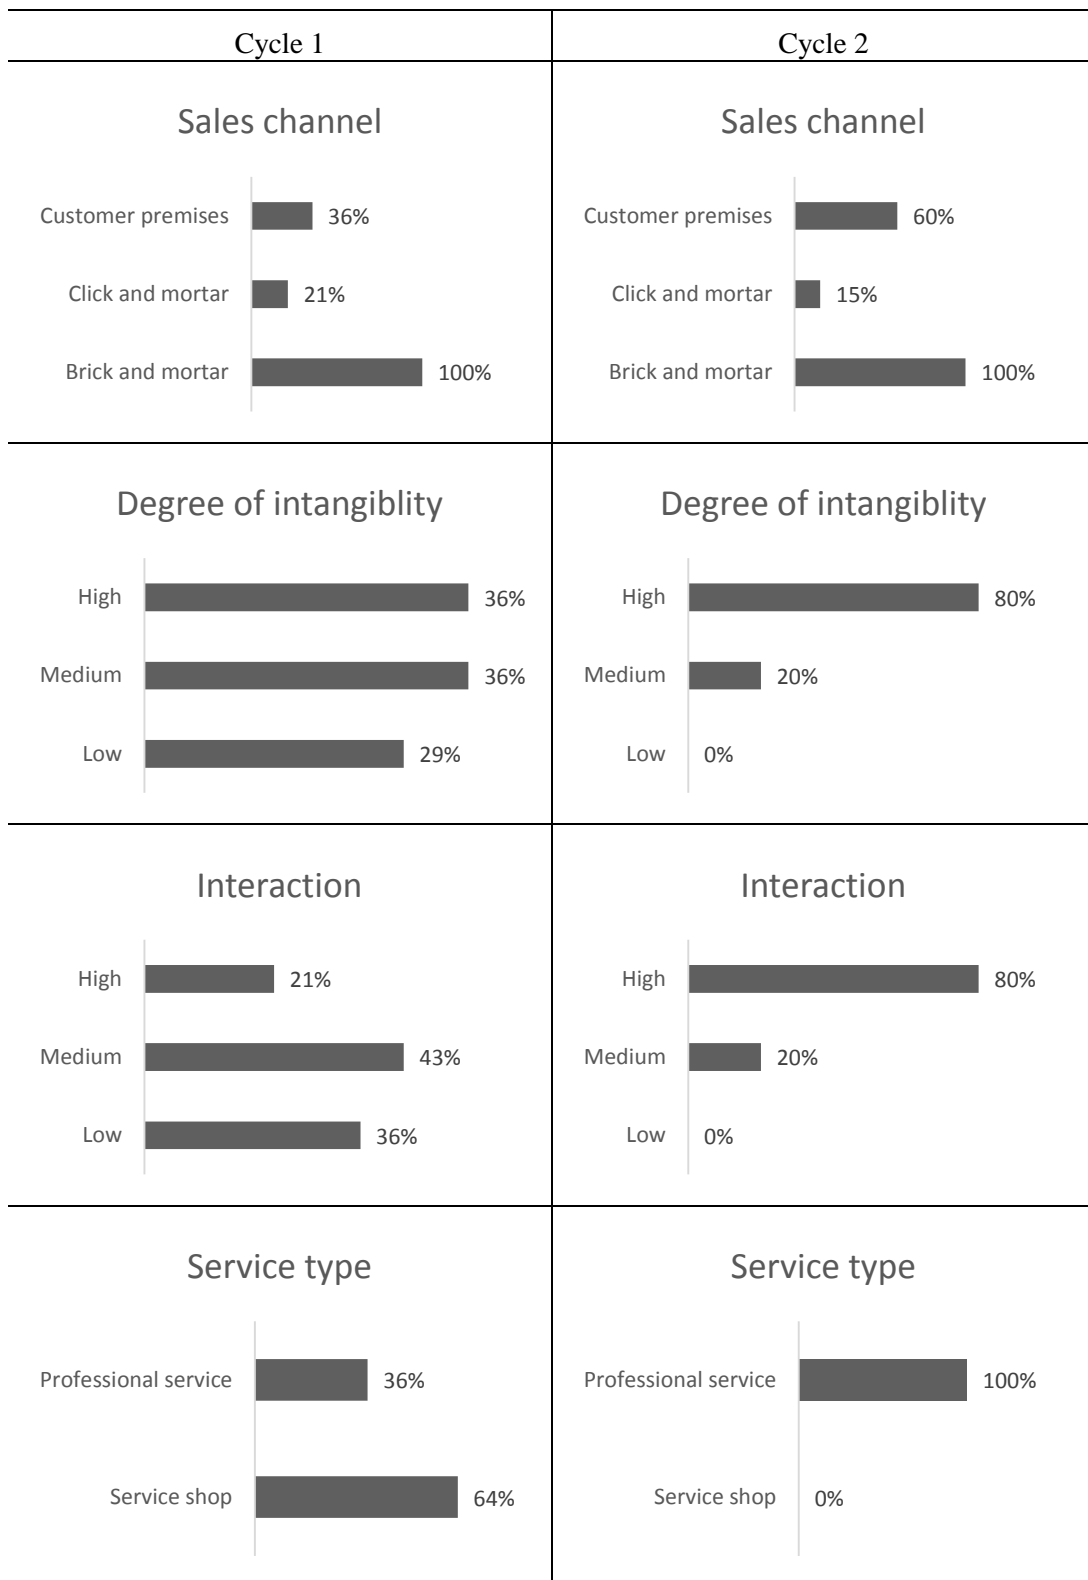 Cycle 1
Cycle 2
Sales channel
Customer premises 36%
Click and mortar 21%
Brick and mortar 100%
Sales channel
Customer premises 60%
Click and mortar 15%
Brick and mortar 100%
Degree of intangiblity
High 36%
Medium 36%
Low 29%
Degree of intangiblity
High 80%
Medium 20%
Low 0%
Interaction
High 21%
Medium 43%
Low 36%
Interaction
High 80%
Medium 20%
Low 0%
Service type
Professional service 36%
Service shop 64%
Service type
Professional service 100%
Service shop 0%